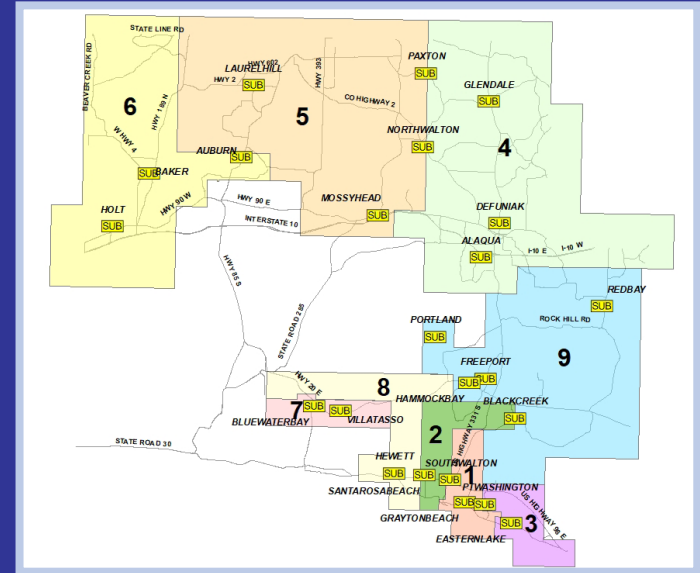 STATE LINE RD
BEAVER CREEK RD
6
HWY 189 N
W HWY 4
SUB
BAKER
HOLT
SUB
HWY 90 W
LAURELHILL
HWY 602
HWY 2
SUB
HWY 393
5
CO HIGHWAY 2
AUBURN
SUB
MOSSYHEAD
SUB
PAXTON
SUB
GLENDALE
SUB
NORTHWALTON
SUB
4
DEFUNIAK
SUB
ALAQUA
SUB
I-10 E
I-10 W
HWY 90 E
INTERSTATE 10
HWY 85 S
STATE ROAD 285
REDBAY
SUB
ROCK HILL RD
PORTLAND
SUB
9
FREEPORT
SUB
SUB
HAMMOCKBAY
BLACKCREEK
SUB
8
HWY 20 E
7
SUB
SUB
BLUEWATERBAY
VILLATASSO
STATE ROAD 30
2
HIGHWAY 331 S
HEWETT
SUB
SUB
SOUTHWALTON
SUB
1
SANTAROSABEACH
PTWASHINGTON
SUB
SUB
GRAYTONBEACH
US HIGHWAY 98 E
SUB
3
EASTERNLAKE